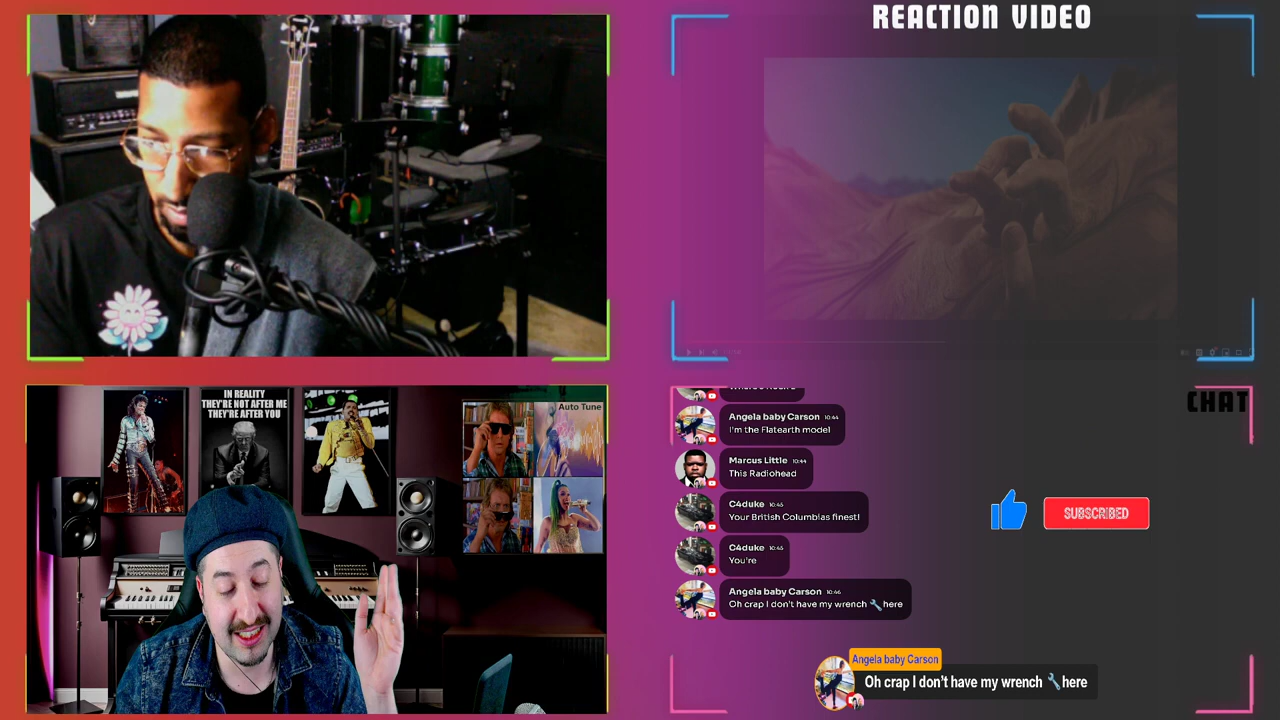 REACTION VIDEO
IN REALITY
THEY'RE NOT AFTER ME
THEY'RE AFTER YOU
Auto Tune
CHAT
Angela baby Carson 10:44
I'm the Flatearth model
Marcus Little 10:44
This Radiohead
C4duke 10:45
Your British Columbias finest!
C4duke 10:45
You're
Angela baby Carson 10:46
Oh crap I don't have my wrench 🔧 here
SUBSCRIBED
Angela baby Carson
Oh crap I don't have my wrench 🔧 here